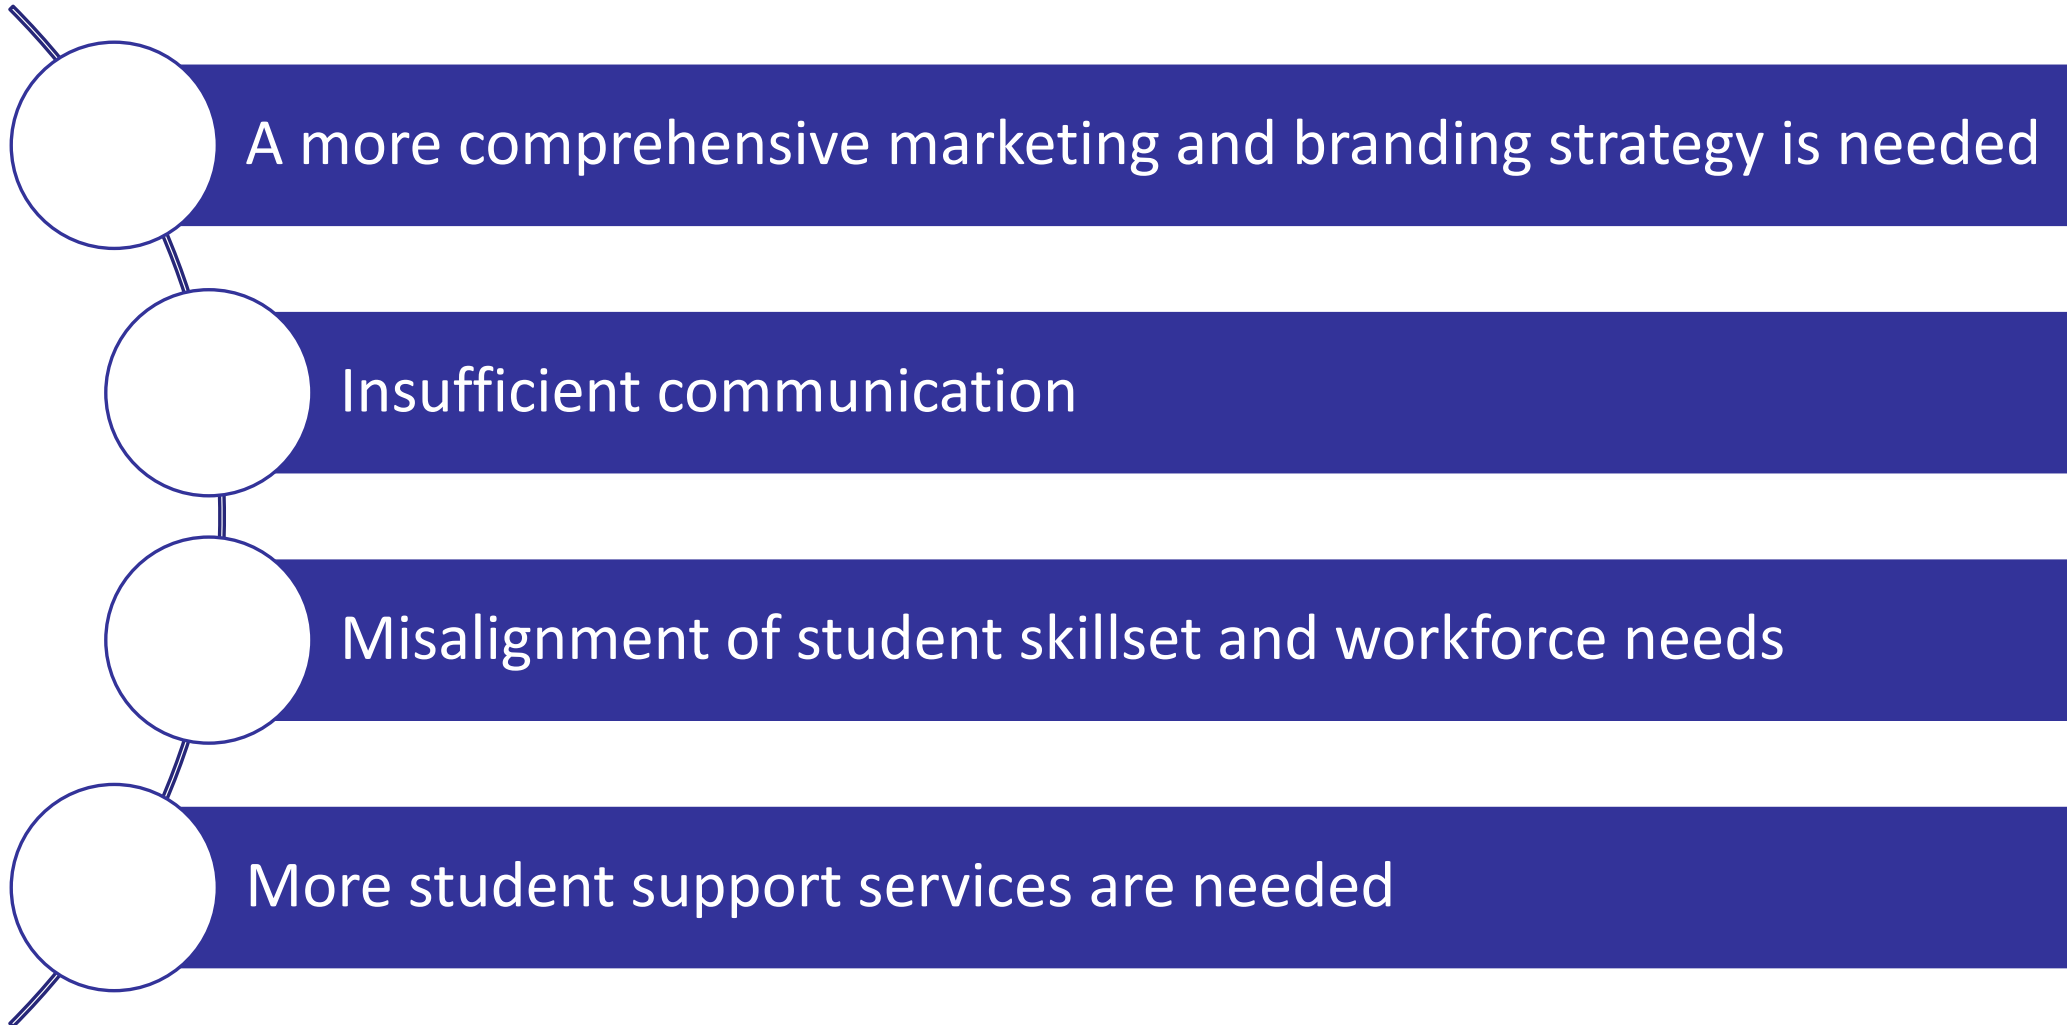 A more comprehensive marketing and branding strategy is needed
Insufficient communication
Misalignment of student skillset and workforce needs
More student support services are needed